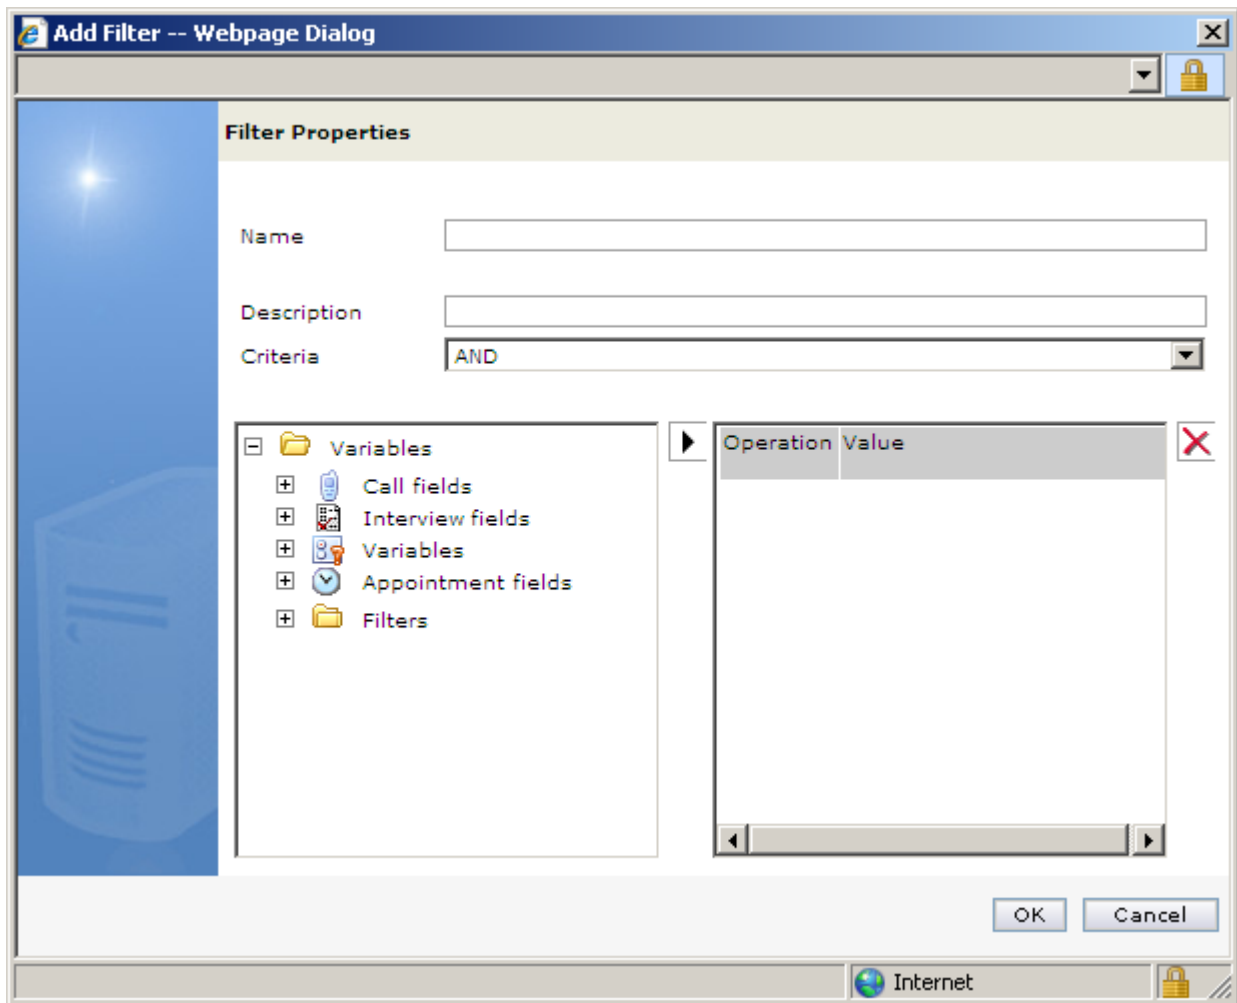 Add Filter -- Webpage Dialog
Filter Properties
Name
Description
Criteria AND
Variables
Call fields
Interview fields
Variables
Appointment fields
Filters
Operation Value
OK Cancel
Internet